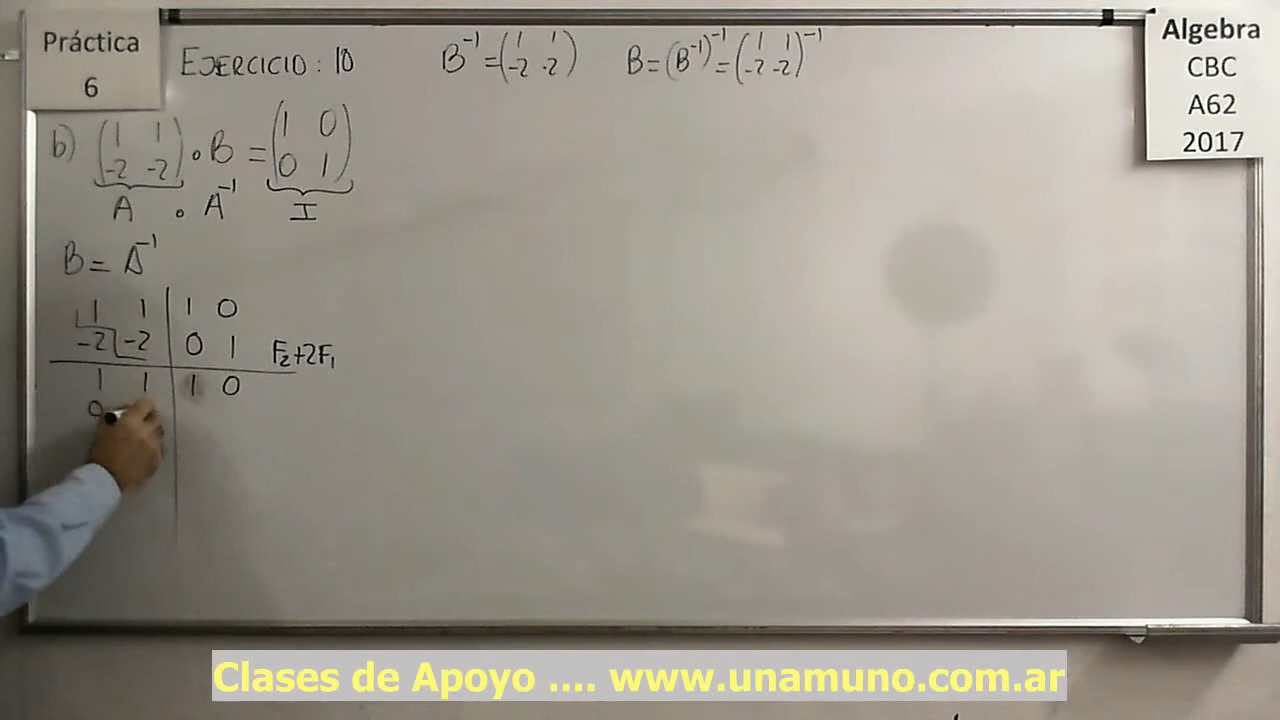 Práctica
6
EJERCICIO: 10
B⁻¹ = (1 1 / -2 -2)
B = (B⁻¹)⁻¹ = (1 1 / -2 -2)⁻¹
Algebra
CBC
A62
2017
b) (1 1 / -2 -2) . B = (1 0 / 0 1)
A . A⁻¹ I
B = A⁻¹
1 1 | 1 0
-2 -2 | 0 1 F₂+2F₁
1 1 | 1 0
0
Clases de Apoyo .... www.unamuno.com.ar